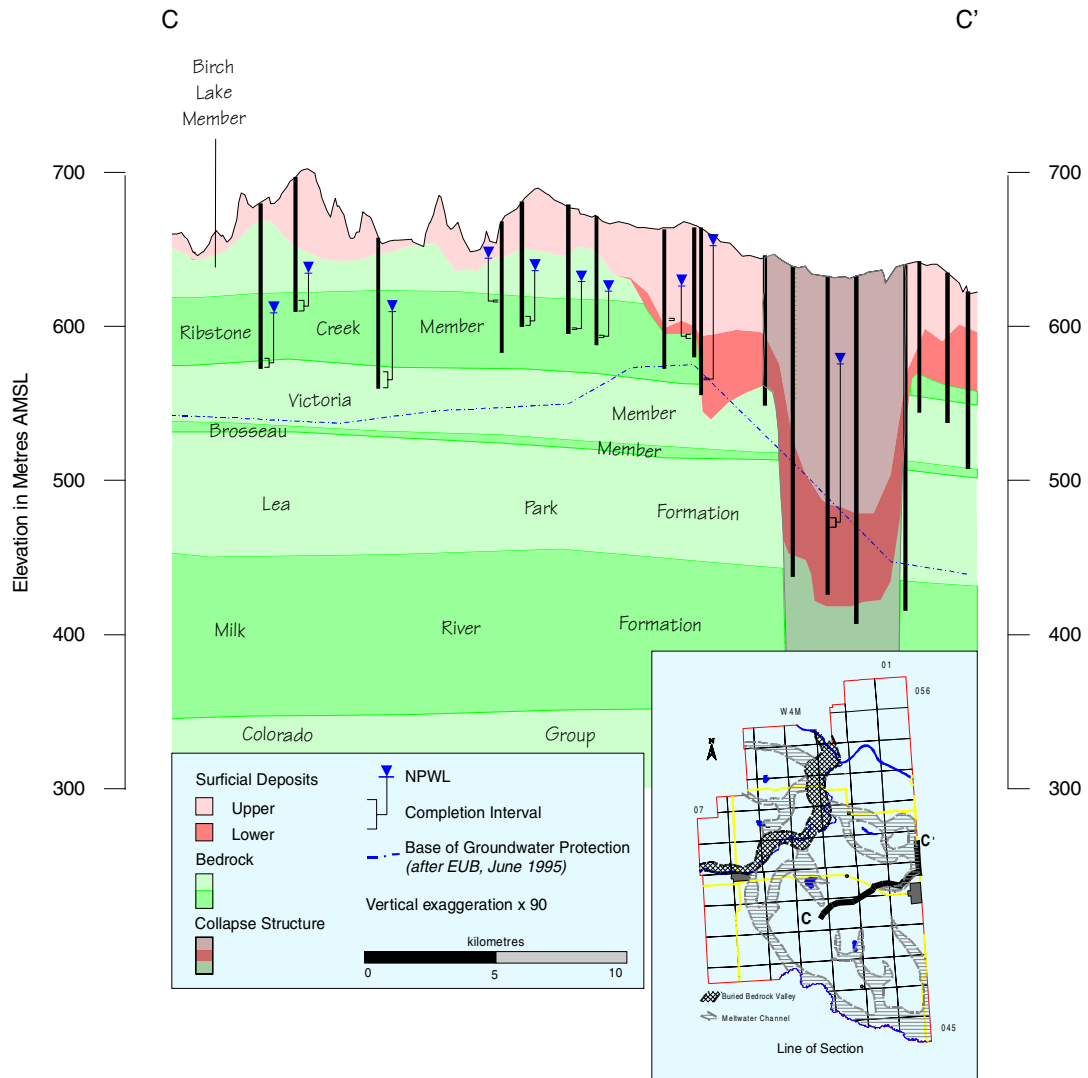 C
C’
Birch
Lake
Member
700
700
600
600
500
500
400
400
300
300
Elevation in Metres AMSL
Ribstone
Creek
Member
Victoria
Member
Brosseau
Member
Lea
Park
Formation
Milk
River
Formation
Colorado
Group
Surficial Deposits
Upper
Lower
Bedrock
Collapse Structure
NPWL
Completion Interval
Base of Groundwater Protection
(after EUB, June 1995)
Vertical exaggeration x 90
kilometres
0
5
10
01
056
W4M
N
07
C'
C
045
Buried Bedrock Valley
Meltwater Channel
Line of Section